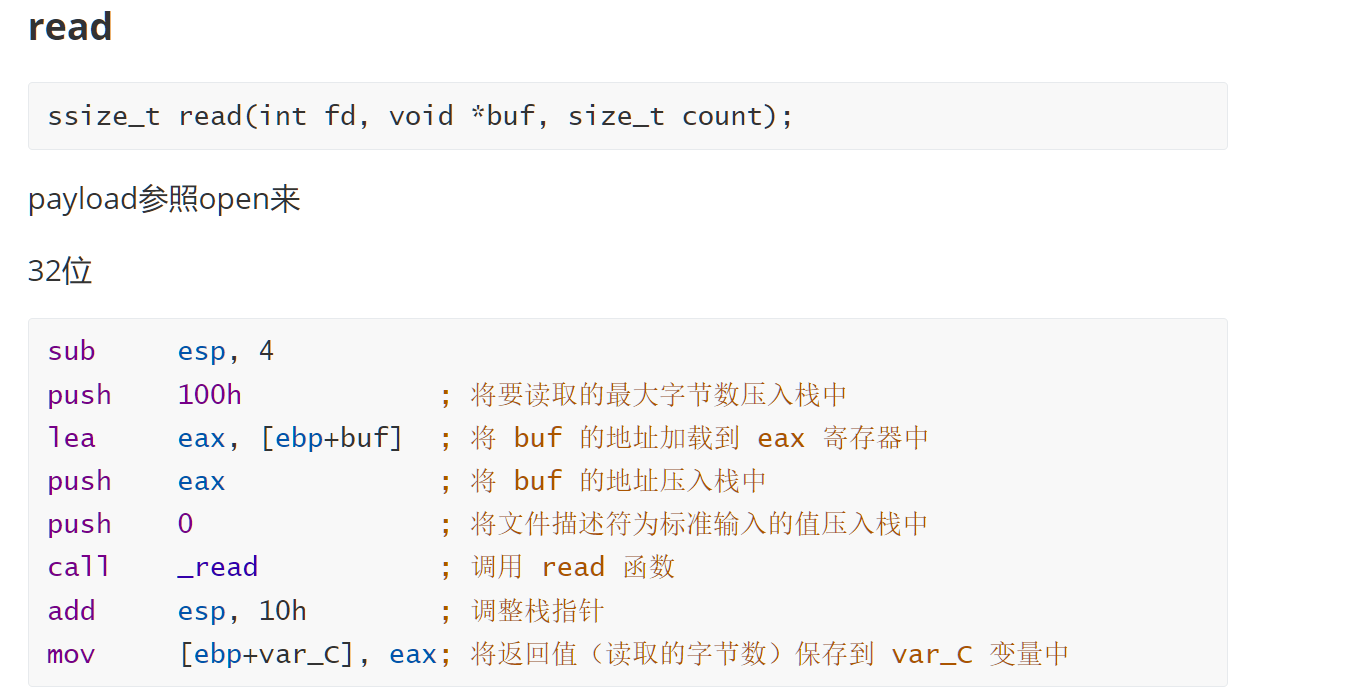 read
ssize_t read(int fd, void *buf, size_t count);
payload参照open来
32位
sub     esp, 4
push    100h            ; 将要读取的最大字节数压入栈中
lea     eax, [ebp+buf]  ; 将 buf 的地址加载到 eax 寄存器中
push    eax             ; 将 buf 的地址压入栈中
push    0               ; 将文件描述符为标准输入的值压入栈中
call    _read           ; 调用 read 函数
add     esp, 10h        ; 调整栈指针
mov     [ebp+var_C], eax; 将返回值（读取的字节数）保存到 var_C 变量中